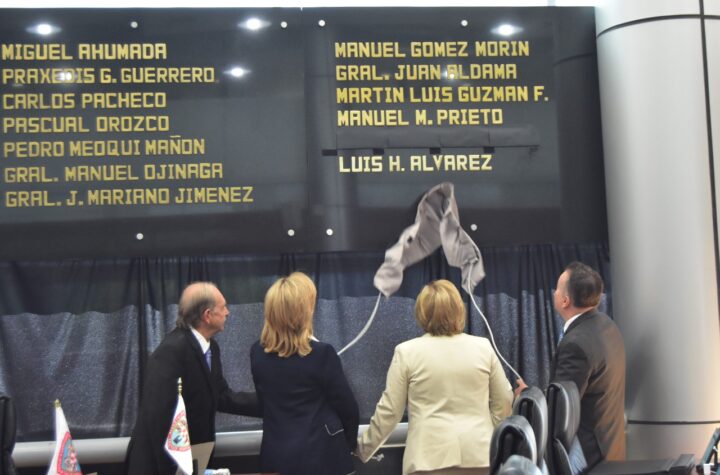 MIGUEL AHUMADA
PRAXEDIS G. GUERRERO
CARLOS PACHECO
PASCUAL OROZCO
PEDRO MEOQUI MAÑON
GRAL. MANUEL OJINAGA
GRAL. J. MARIANO JIMENEZ
MANUEL GOMEZ MORIN
GRAL. JUAN ALDAMA
MARTIN LUIS GUZMAN F.
MANUEL M. PRIETO
LUIS H. ALVAREZ